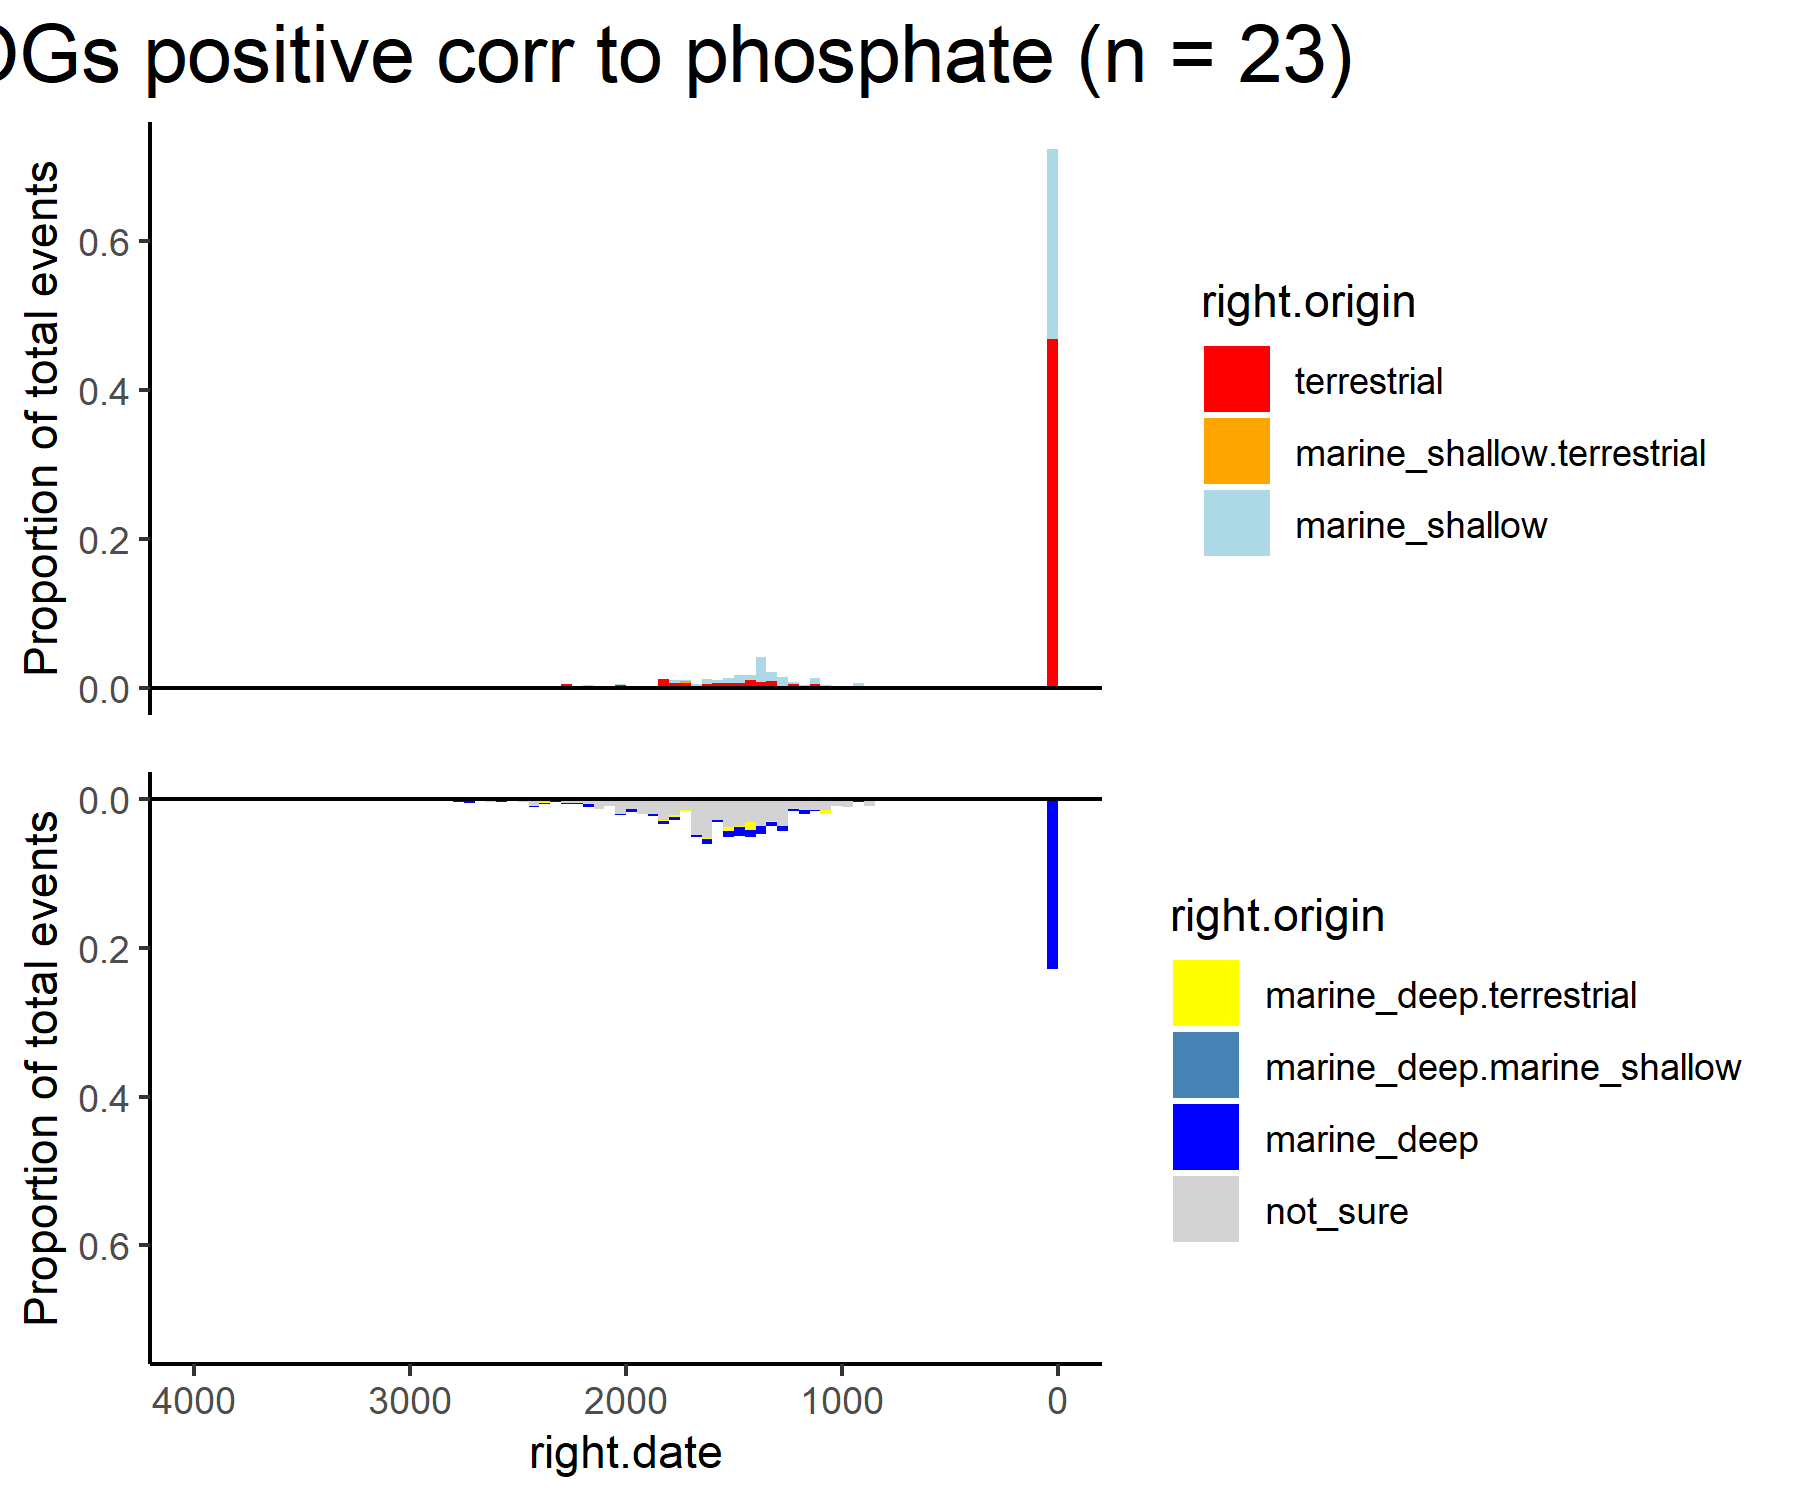 OGs positive corr to phosphate (n = 23)
Proportion of total events
0.6
0.4
0.2
0.0
right.origin
terrestrial
marine_shallow.terrestrial
marine_shallow
Proportion of total events
0.0
0.2
0.4
0.6
right.origin
marine_deep.terrestrial
marine_deep.marine_shallow
marine_deep
not_sure
4000 3000 2000 1000 0
right.date